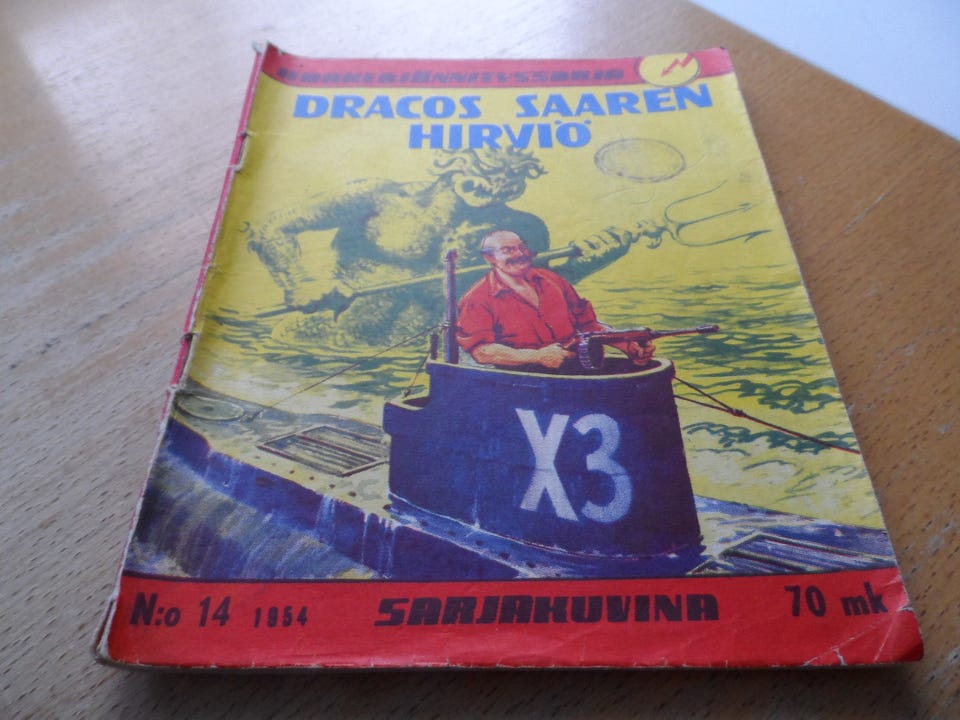 DRACOS SAAREN
HIRVIÖ
X3
N:o 14 1954 SARJAKUVINA 70 mk